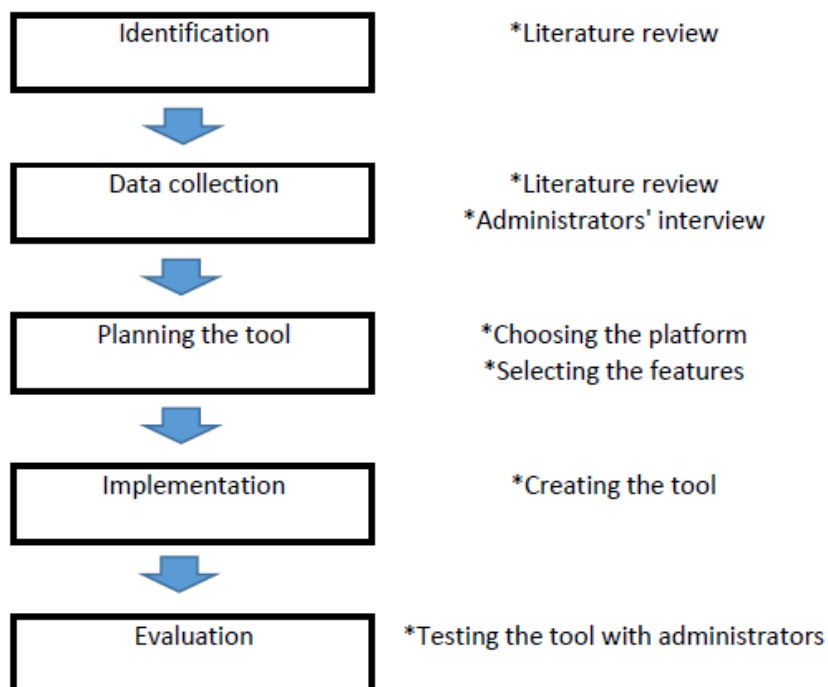 Identification
*Literature review
Data collection
*Literature review
*Administrators' interview
Planning the tool
*Choosing the platform
*Selecting the features
Implementation
*Creating the tool
Evaluation
*Testing the tool with administrators